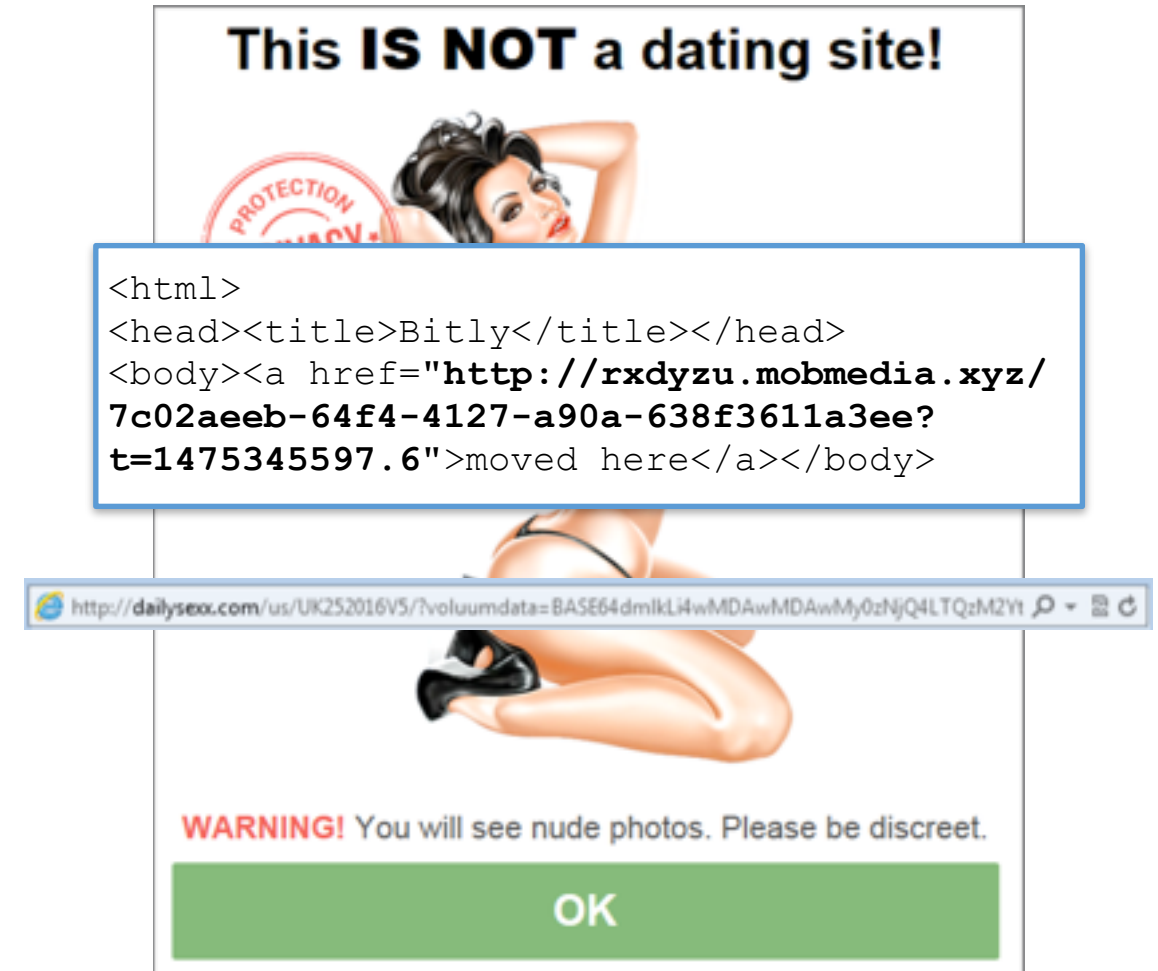 This IS NOT a dating site!
PROTECTION
<html>
<head><title>Bitly</title></head>
<body><a href="http://rxdyzu.mobmedia.xyz/
7c02aeeb-64f4-4127-a90a-638f3611a3ee?
t=1475345597.6">moved here</a></body>
http://dailysexx.com/us/UK252016V5/?voluumdata=BASE64dmlkLi4wMDAwMDAwMy0zNjQ4LTQzM2Yt
WARNING! You will see nude photos. Please be discreet.
OK